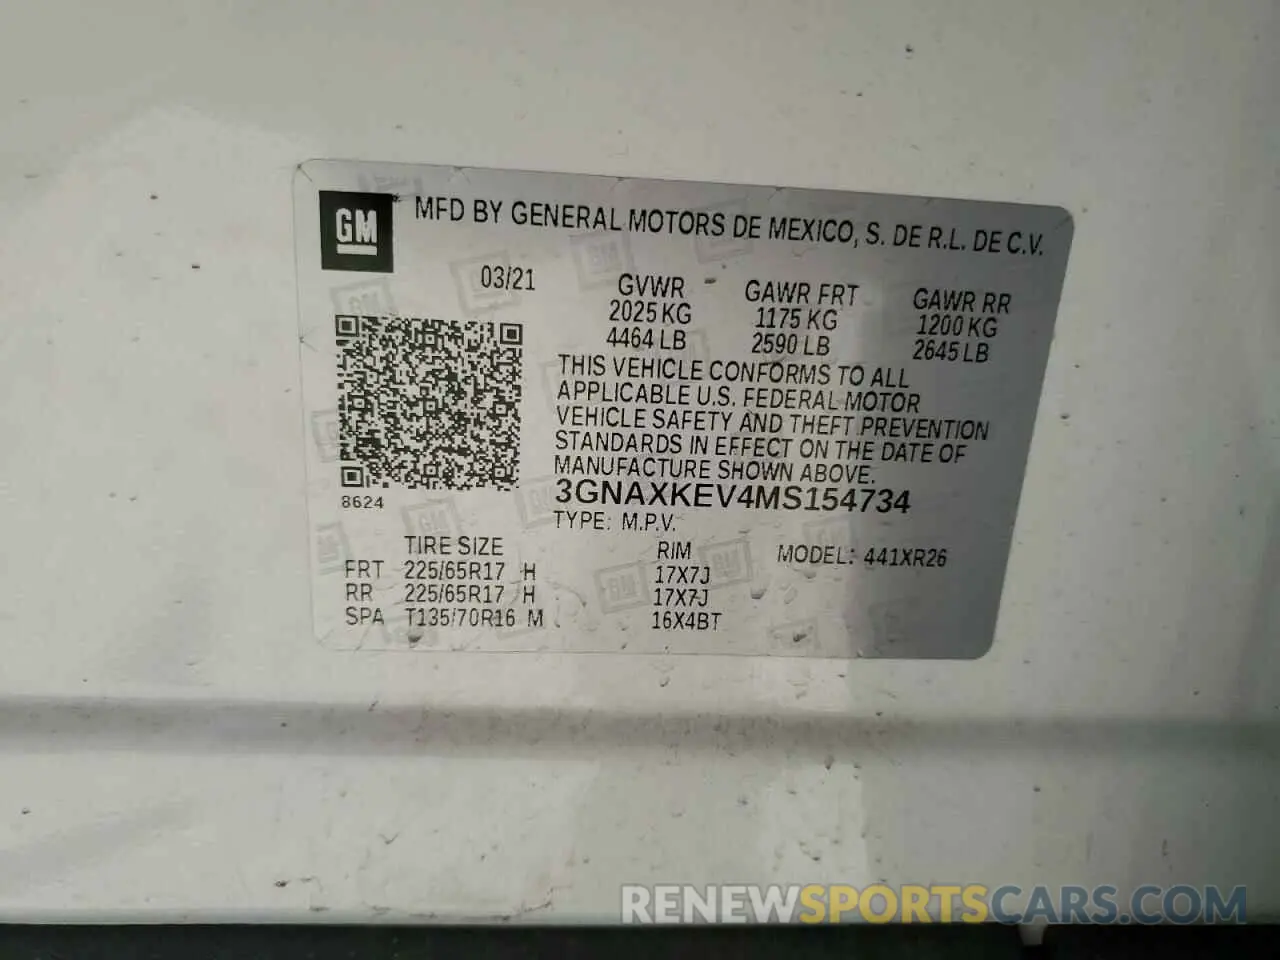 GM
MFD BY GENERAL MOTORS DE MEXICO, S. DE R.L. DE C.V.
03/21 GVWR GAWR FRT GAWR RR
2025 KG 1175 KG 1200 KG
4464 LB 2590 LB 2645 LB
THIS VEHICLE CONFORMS TO ALL
APPLICABLE U.S. FEDERAL MOTOR
VEHICLE SAFETY AND THEFT PREVENTION
STANDARDS IN EFFECT ON THE DATE OF
MANUFACTURE SHOWN ABOVE.
8624
3GNAXKEV4MS154734
TYPE: M.P.V.
TIRE SIZE RIM MODEL: 441XR26
FRT 225/65R17 H 17X7J
RR 225/65R17 H 17X7J
SPA T135/70R16 M 16X4BT
RENEWSPORTSCARS.COM